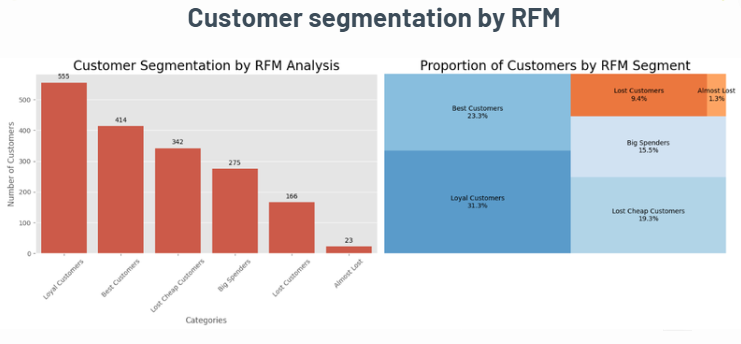 Customer segmentation by RFM
Customer Segmentation by RFM Analysis
Number of Customers
500
400
300
200
100
0
555
414
342
275
166
23
Loyal Customers
Best Customers
Lost Cheap Customers
Big Spenders
Lost Customers
Almost Lost
Categories
Proportion of Customers by RFM Segment
Best Customers
23.3%
Loyal Customers
31.3%
Lost Customers
9.4%
Almost Lost
1.3%
Big Spenders
15.5%
Lost Cheap Customers
19.3%